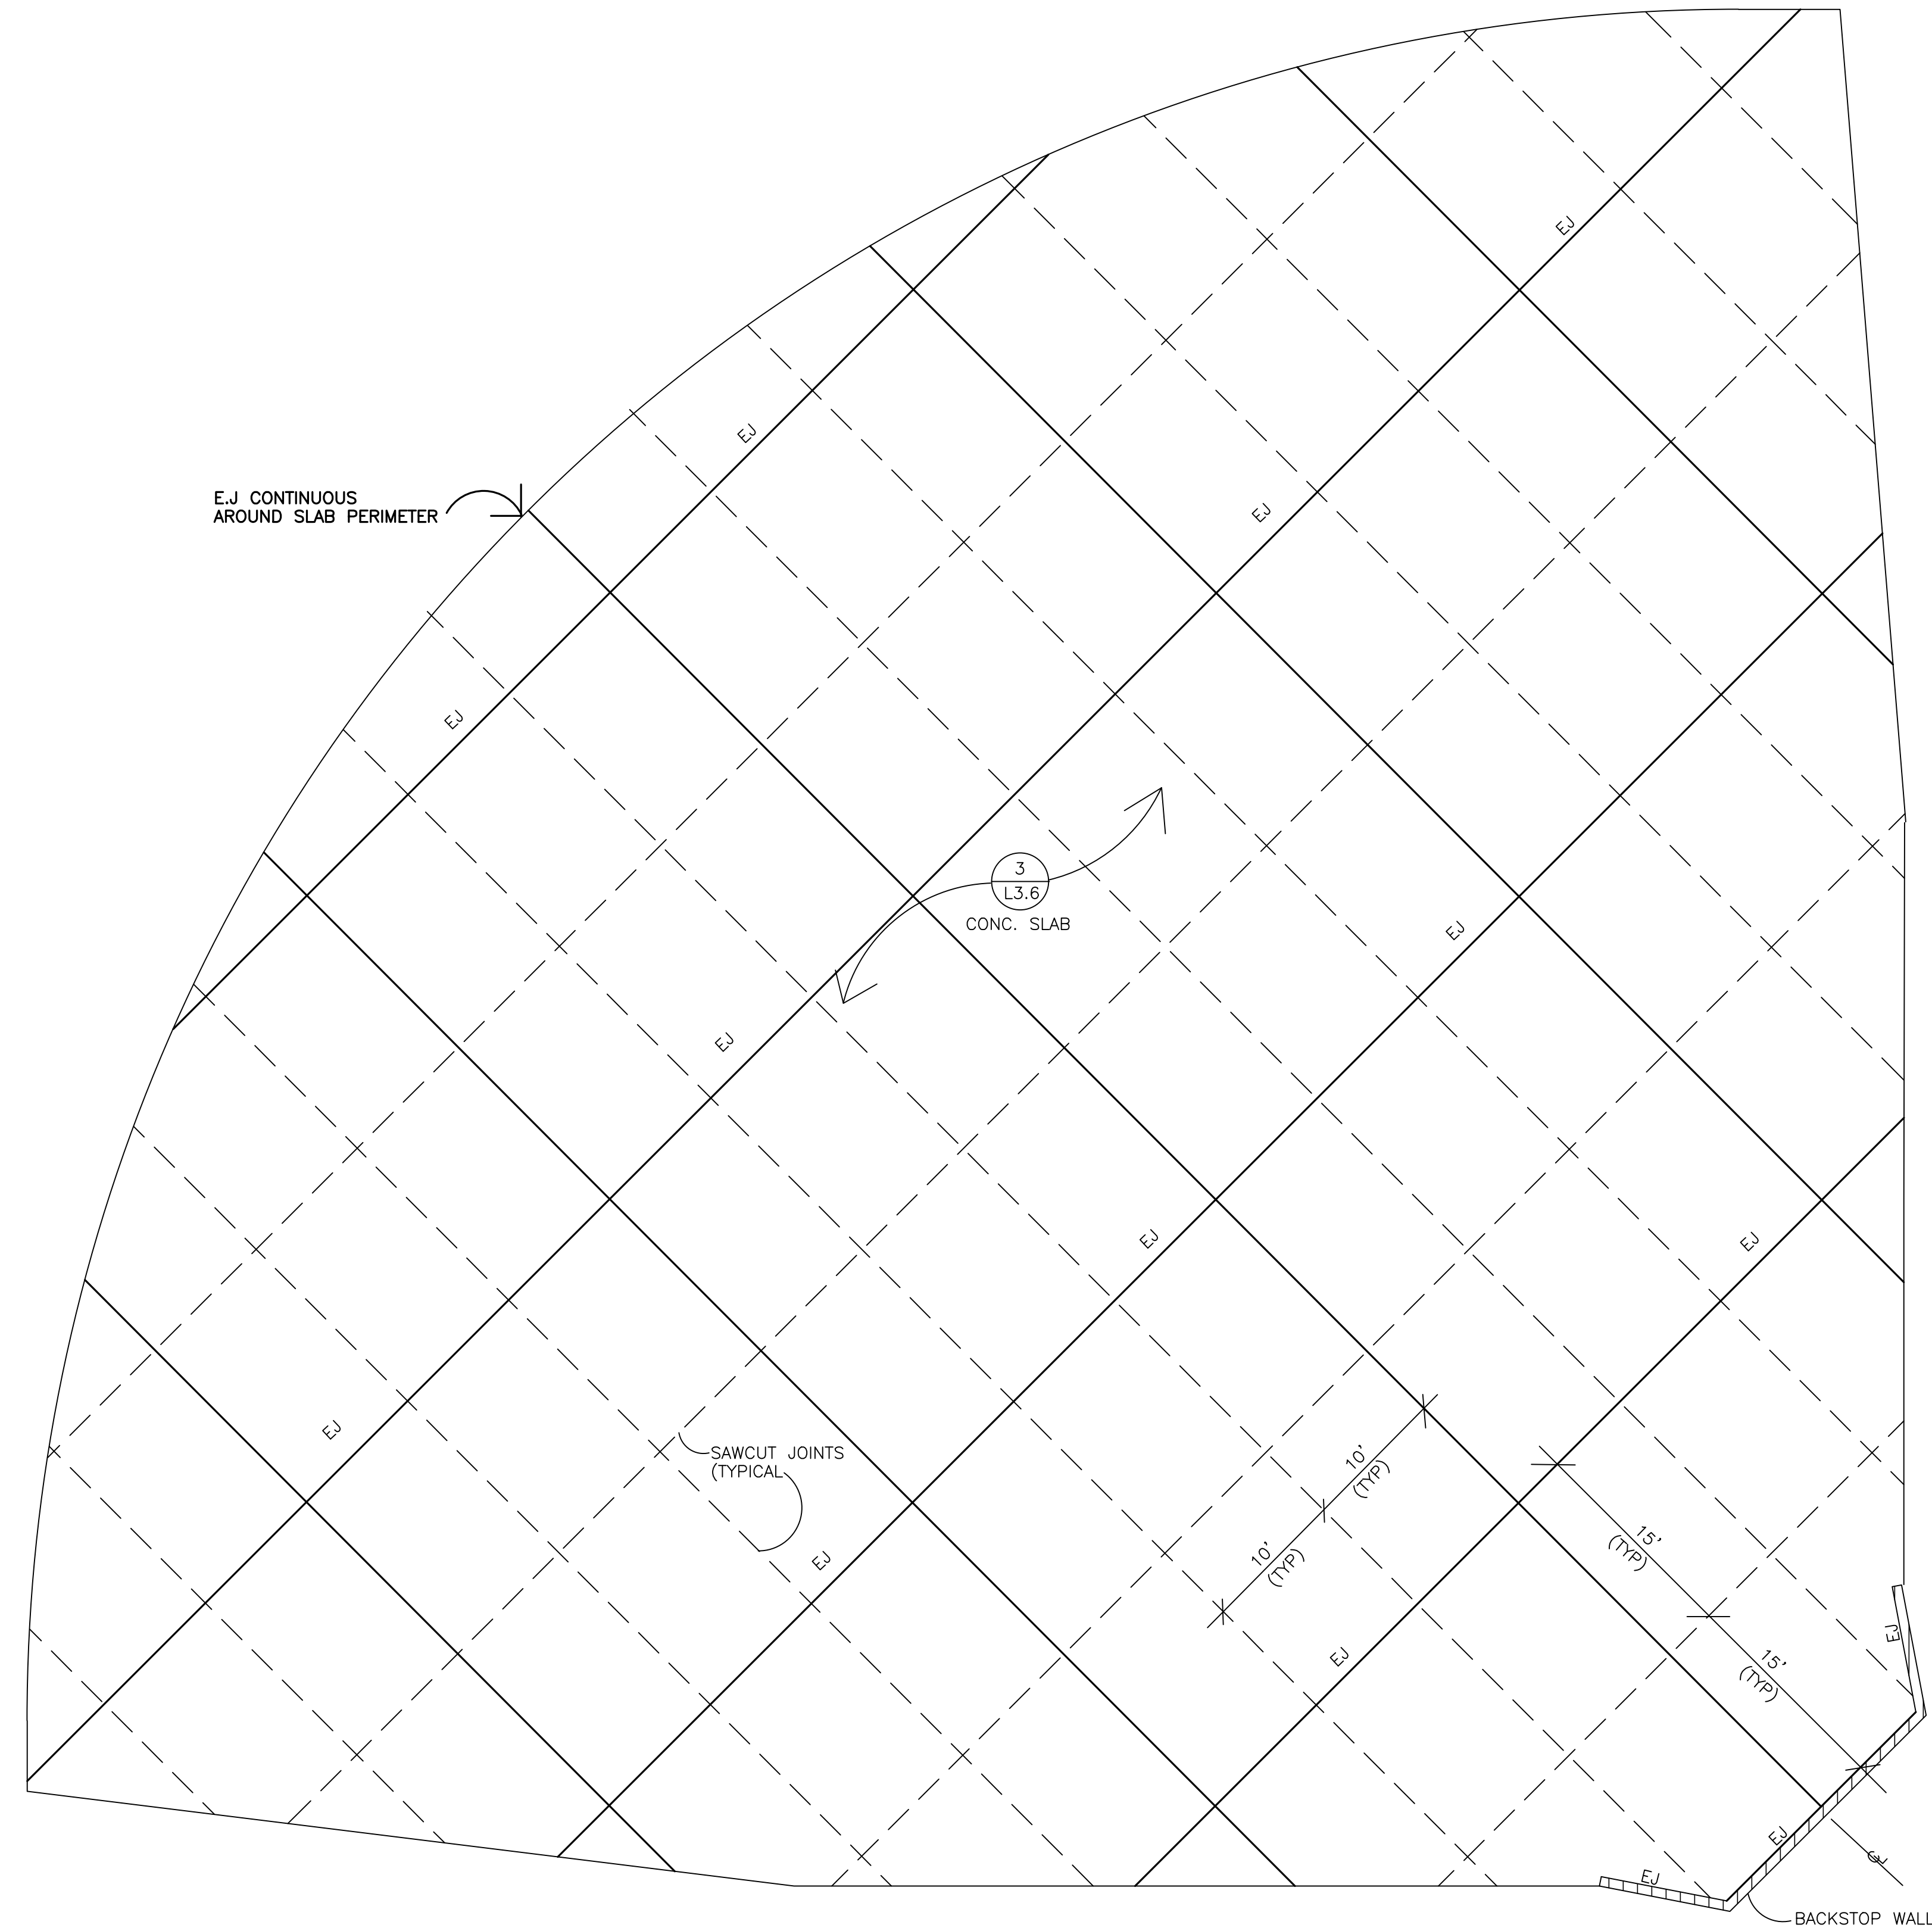 EJ
EJ
E.J CONTINUOUS
AROUND SLAB PERIMETER
EJ
EJ
3
L3.6
CONC. SLAB
EJ
EJ
EJ
EJ
EJ
SAWCUT JOINTS
(TYPICAL
10'
(TYP)
10'
(TYP)
15'
(TYP)
EJ
EJ
EJ
15'
(TYP)
EJ
EJ
BACKSTOP WALL